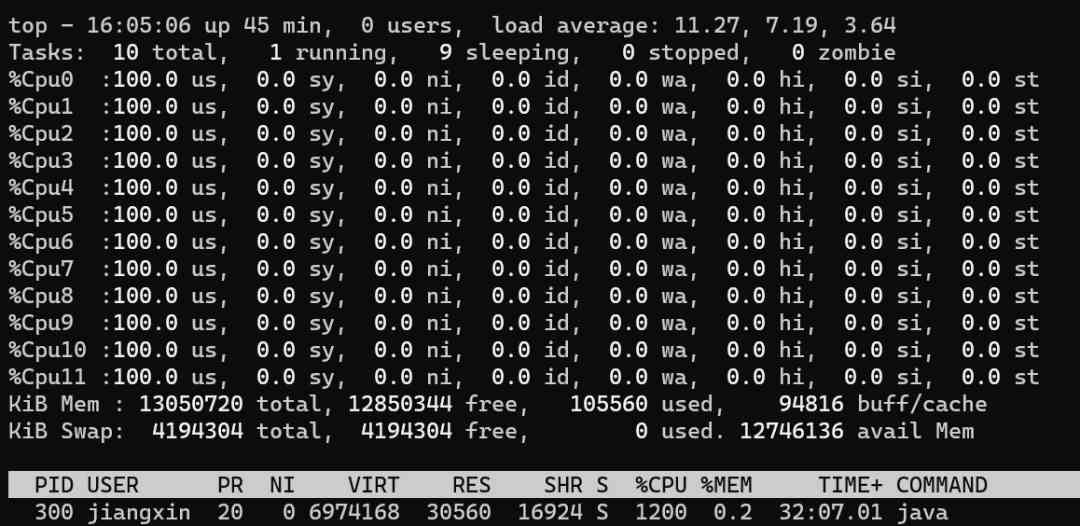 top - 16:05:06 up 45 min,  0 users,  load average: 11.27, 7.19, 3.64
Tasks:  10 total,   1 running,   9 sleeping,   0 stopped,   0 zombie
%Cpu0  :100.0 us,  0.0 sy,  0.0 ni,  0.0 id,  0.0 wa,  0.0 hi,  0.0 si,  0.0 st
%Cpu1  :100.0 us,  0.0 sy,  0.0 ni,  0.0 id,  0.0 wa,  0.0 hi,  0.0 si,  0.0 st
%Cpu2  :100.0 us,  0.0 sy,  0.0 ni,  0.0 id,  0.0 wa,  0.0 hi,  0.0 si,  0.0 st
%Cpu3  :100.0 us,  0.0 sy,  0.0 ni,  0.0 id,  0.0 wa,  0.0 hi,  0.0 si,  0.0 st
%Cpu4  :100.0 us,  0.0 sy,  0.0 ni,  0.0 id,  0.0 wa,  0.0 hi,  0.0 si,  0.0 st
%Cpu5  :100.0 us,  0.0 sy,  0.0 ni,  0.0 id,  0.0 wa,  0.0 hi,  0.0 si,  0.0 st
%Cpu6  :100.0 us,  0.0 sy,  0.0 ni,  0.0 id,  0.0 wa,  0.0 hi,  0.0 si,  0.0 st
%Cpu7  :100.0 us,  0.0 sy,  0.0 ni,  0.0 id,  0.0 wa,  0.0 hi,  0.0 si,  0.0 st
%Cpu8  :100.0 us,  0.0 sy,  0.0 ni,  0.0 id,  0.0 wa,  0.0 hi,  0.0 si,  0.0 st
%Cpu9  :100.0 us,  0.0 sy,  0.0 ni,  0.0 id,  0.0 wa,  0.0 hi,  0.0 si,  0.0 st
%Cpu10 :100.0 us,  0.0 sy,  0.0 ni,  0.0 id,  0.0 wa,  0.0 hi,  0.0 si,  0.0 st
%Cpu11 :100.0 us,  0.0 sy,  0.0 ni,  0.0 id,  0.0 wa,  0.0 hi,  0.0 si,  0.0 st
KiB Mem : 13050720 total, 12850344 free,   105560 used,    94816 buff/cache
KiB Swap:  4194304 total,  4194304 free,        0 used. 12746136 avail Mem
  PID USER      PR  NI    VIRT    RES    SHR S  %CPU %MEM     TIME+ COMMAND
  300 jiangxin  20   0 6974168  30560  16924 S  1200  0.2  32:07.01 java